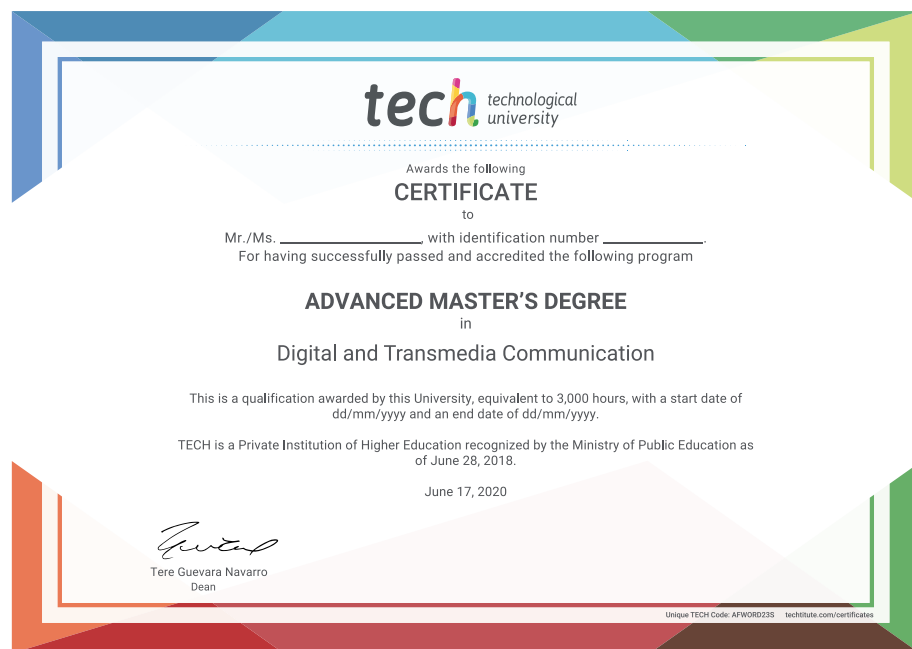 tech technological
university
Awards the following
CERTIFICATE
to
Mr./Ms. ____________________, with identification number ______________.
For having successfully passed and accredited the following program
ADVANCED MASTER’S DEGREE
in
Digital and Transmedia Communication
This is a qualification awarded by this University, equivalent to 3,000 hours, with a start date of
dd/mm/yyyy and an end date of dd/mm/yyyy.
TECH is a Private Institution of Higher Education recognized by the Ministry of Public Education as
of June 28, 2018.
June 17, 2020
Tere Guevara Navarro
Dean
Unique TECH Code: AFWORD23S techtitute.com/certificates